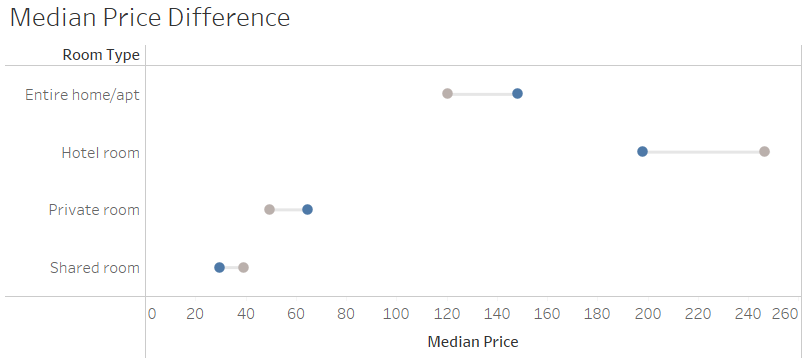 Median Price Difference
Room Type
Entire home/apt
Hotel room
Private room
Shared room
0 20 40 60 80 100 120 140 160 180 200 220 240 260
Median Price